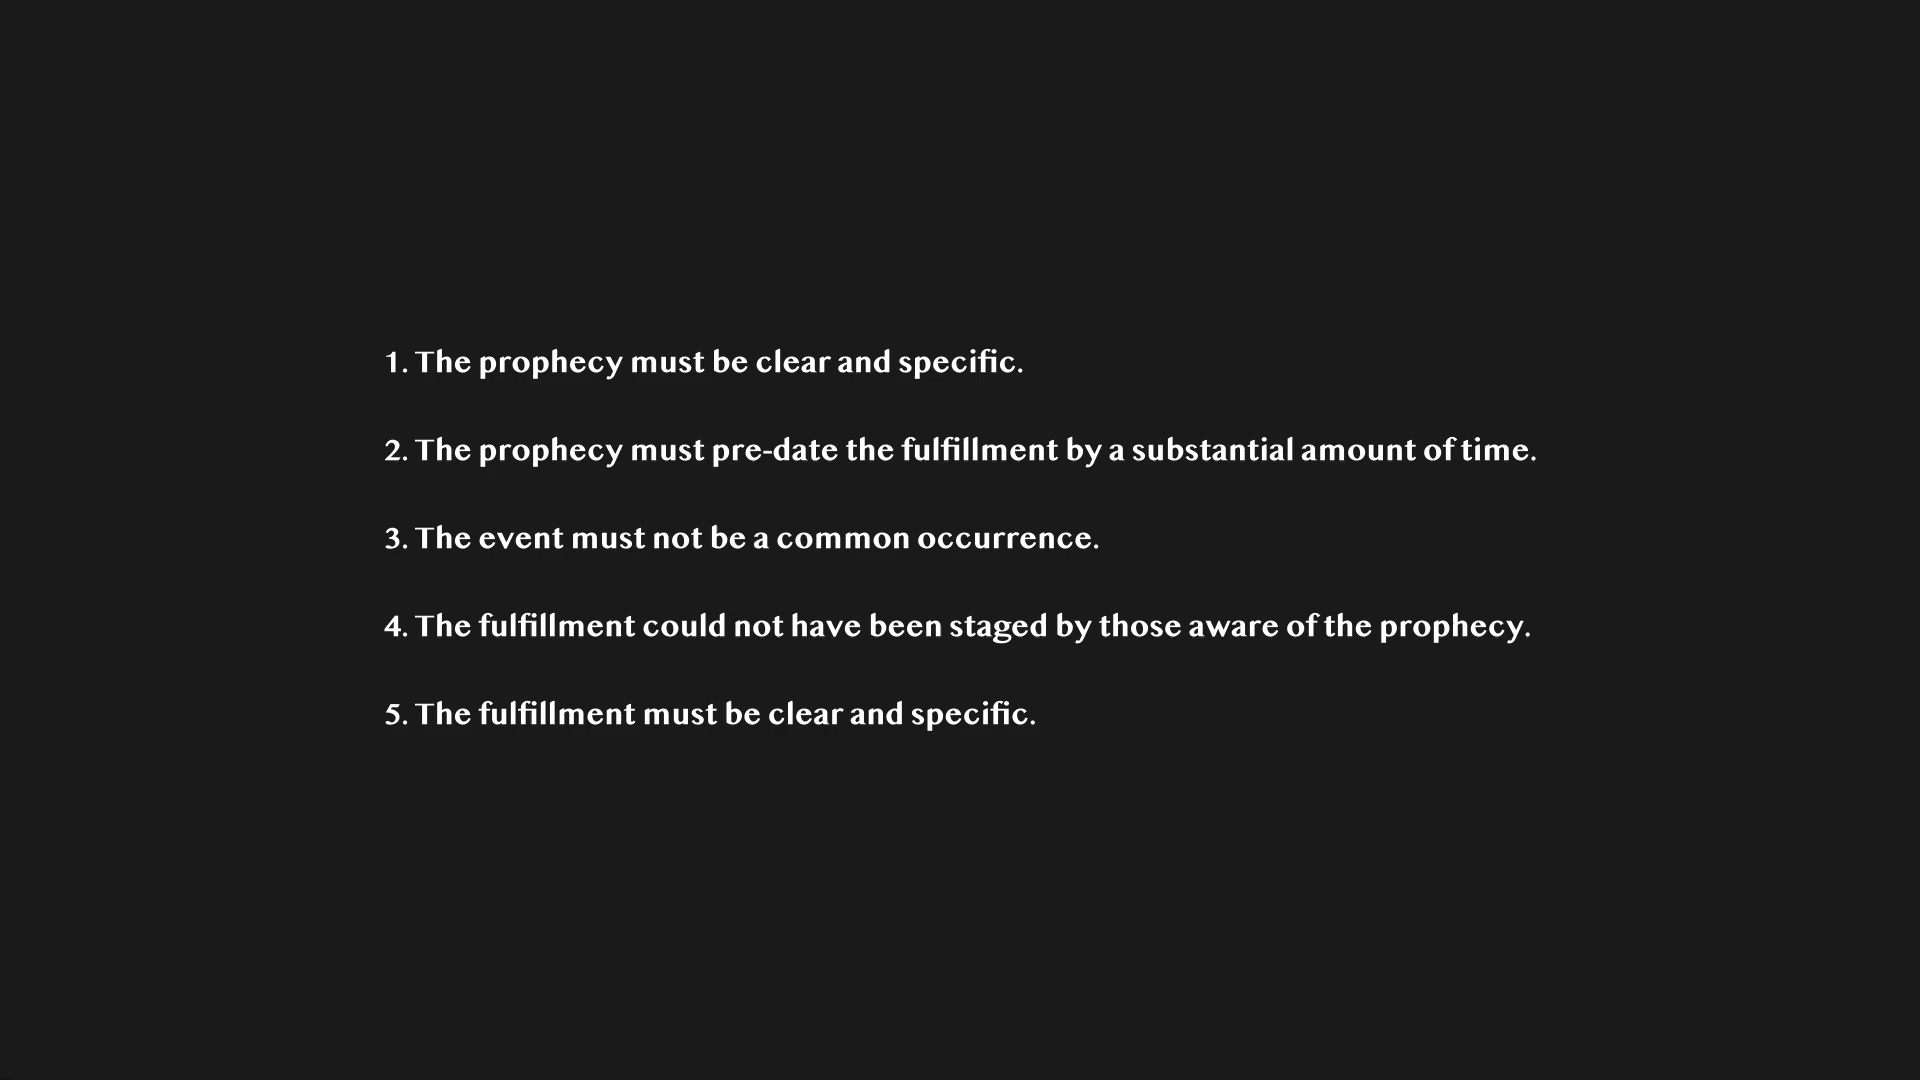 1. The prophecy must be clear and specific.
2. The prophecy must pre-date the fulfillment by a substantial amount of time.
3. The event must not be a common occurrence.
4. The fulfillment could not have been staged by those aware of the prophecy.
5. The fulfillment must be clear and specific.